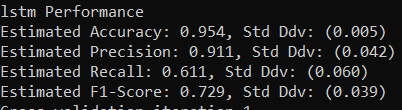 lstm Performance
Estimated Accuracy: 0.954, Std Ddv: (0.005)
Estimated Precision: 0.911, Std Ddv: (0.042)
Estimated Recall: 0.611, Std Ddv: (0.060)
Estimated F1-Score: 0.729, Std Ddv: (0.039)